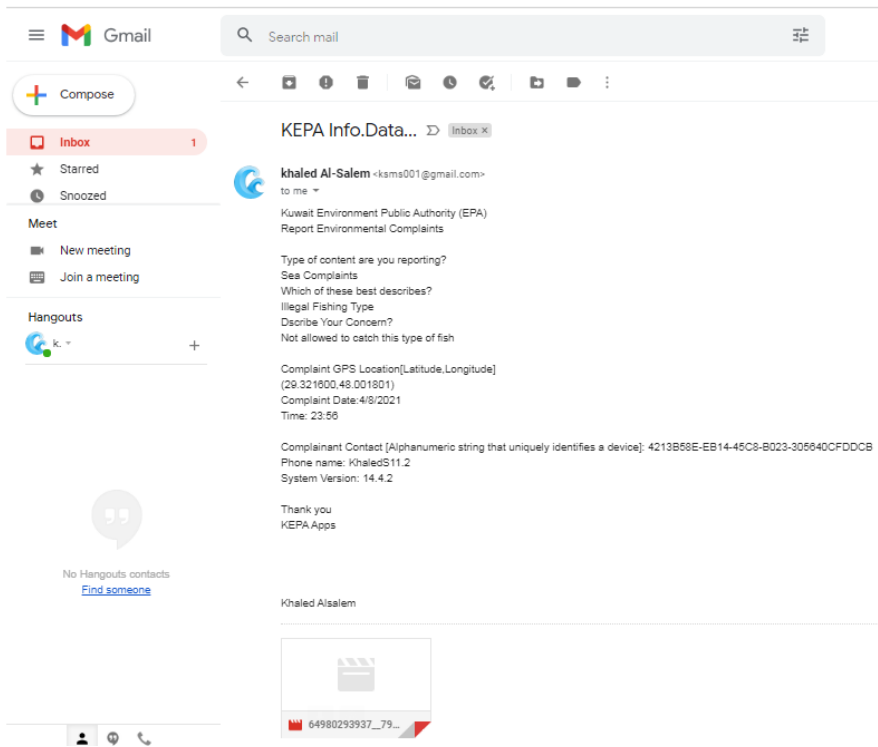 Gmail
Search mail
Compose
Inbox 1
Starred
Snoozed
Meet
New meeting
Join a meeting
Hangouts
k.
No Hangouts contacts
Find someone
KEPA Info.Data... Inbox ×
khaled Al-Salem <ksms001@gmail.com>
to me
Kuwait Environment Public Authority (EPA)
Report Environmental Complaints
Type of content are you reporting?
Sea Complaints
Which of these best describes?
Illegal Fishing Type
Dscribe Your Concern?
Not allowed to catch this type of fish
Complaint GPS Location[Latitude,Longitude]
(29.321600,48.001801)
Complaint Date:4/8/2021
Time: 23:56
Complainant Contact [Alphanumeric string that uniquely identifies a device]: 4213B58E-EB14-45C8-B023-305640CFDDCB
Phone name: KhaledS11.2
System Version: 14.4.2
Thank you
KEPA Apps
Khaled Alsalem
64980293937__79...